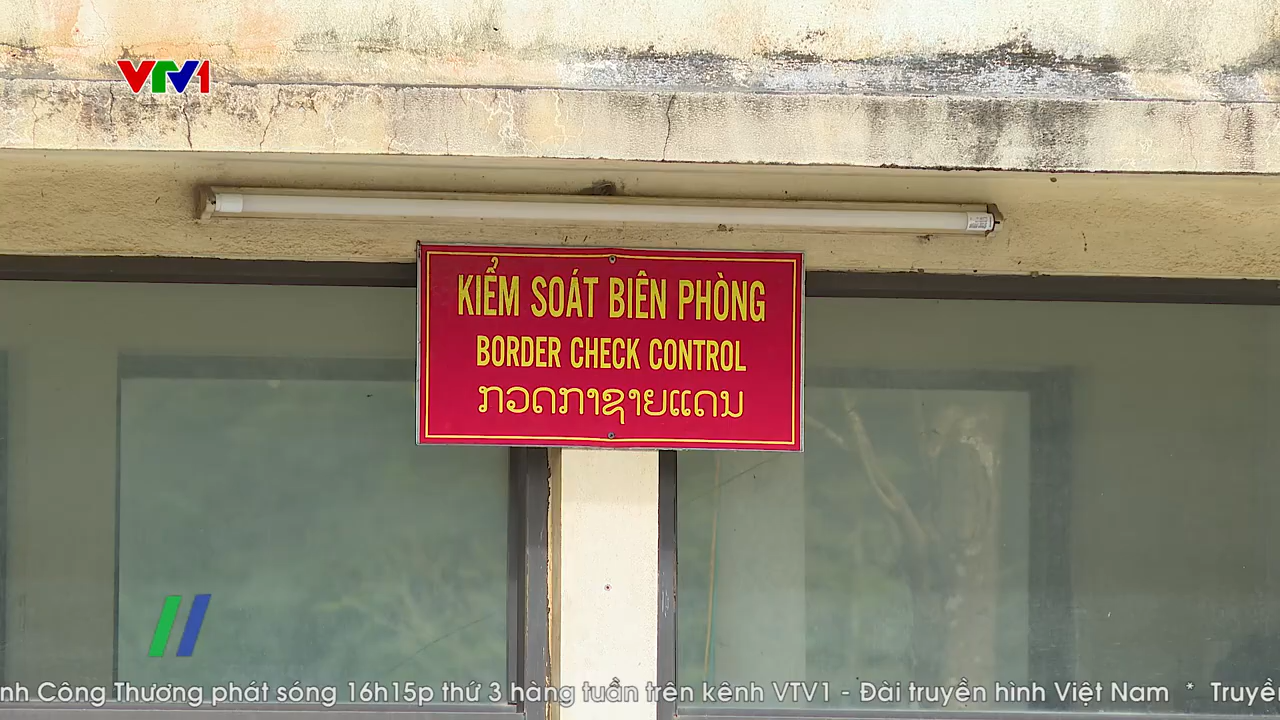 VTV1
KIỂM SOÁT BIÊN PHÒNG
BORDER CHECK CONTROL
ກວດກາຊາຍແດນ
nh Công Thương phát sóng 16h15p thứ 3 hàng tuần trên kênh VTV1 - Đài truyền hình Việt Nam * Truyề